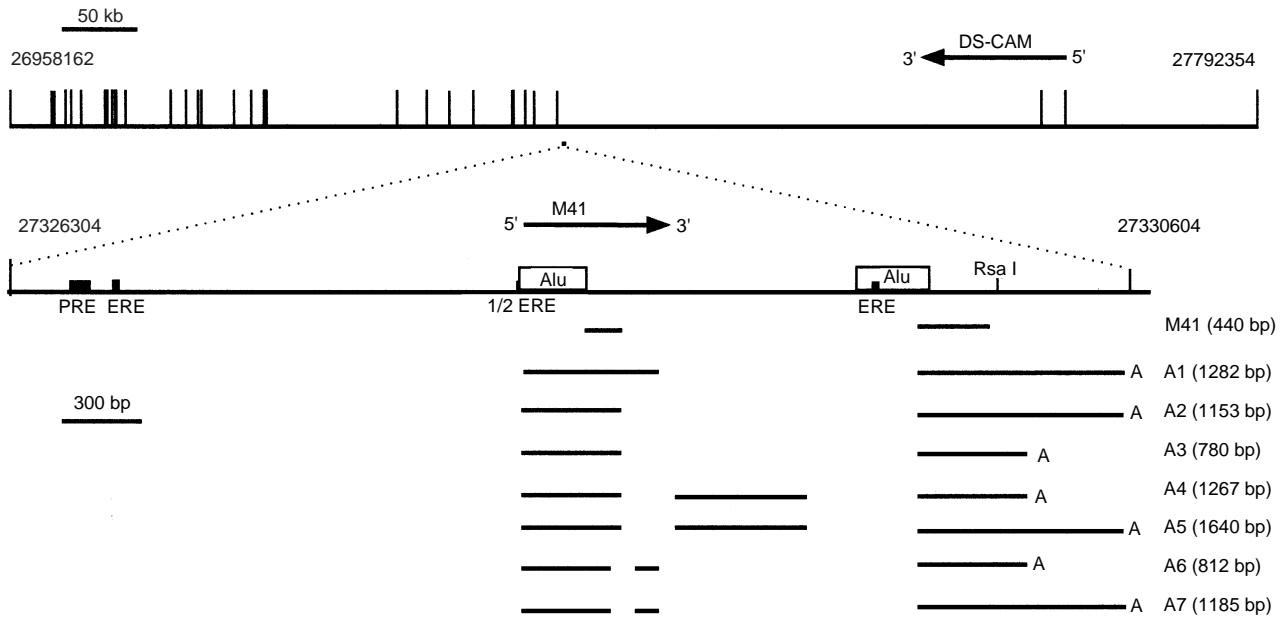 50 kb
26958162
3' DS-CAM 5'
27792354
27326304
5' M41 3'
27330604
Alu
Alu
Rsa I
PRE
ERE
1/2 ERE
ERE
M41 (440 bp)
A A1 (1282 bp)
300 bp
A A2 (1153 bp)
A A3 (780 bp)
A A4 (1267 bp)
A A5 (1640 bp)
A A6 (812 bp)
A A7 (1185 bp)